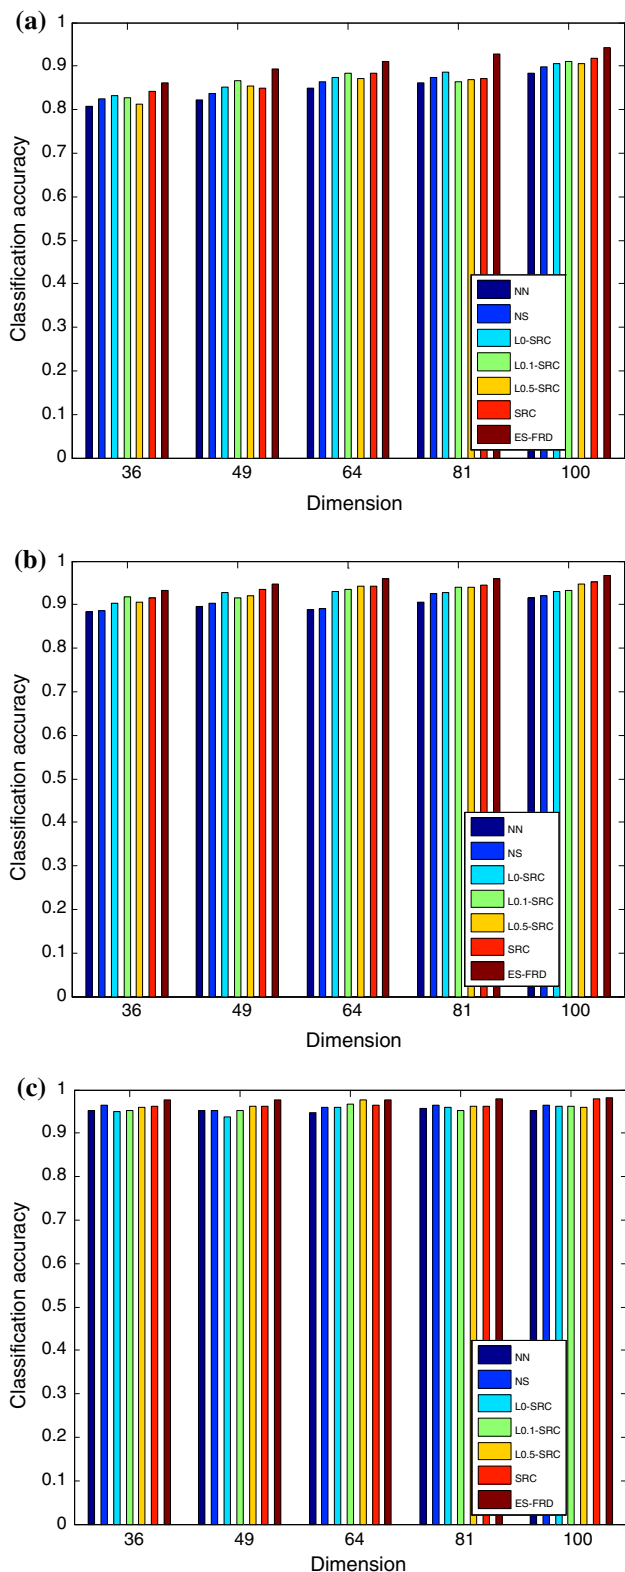 (a)
1
0.9
0.8
0.7
0.6
0.5
0.4
0.3
0.2
0.1
0
Classification accuracy
NN
NS
L0-SRC
L0.1-SRC
L0.5-SRC
SRC
ES-FRD
36 49 64 81 100
Dimension
(b)
1
0.9
0.8
0.7
0.6
0.5
0.4
0.3
0.2
0.1
0
Classification accuracy
NN
NS
L0-SRC
L0.1-SRC
L0.5-SRC
SRC
ES-FRD
36 49 64 81 100
Dimension
(c)
1
0.9
0.8
0.7
0.6
0.5
0.4
0.3
0.2
0.1
0
Classification accuracy
NN
NS
L0-SRC
L0.1-SRC
L0.5-SRC
SRC
ES-FRD
36 49 64 81 100
Dimension